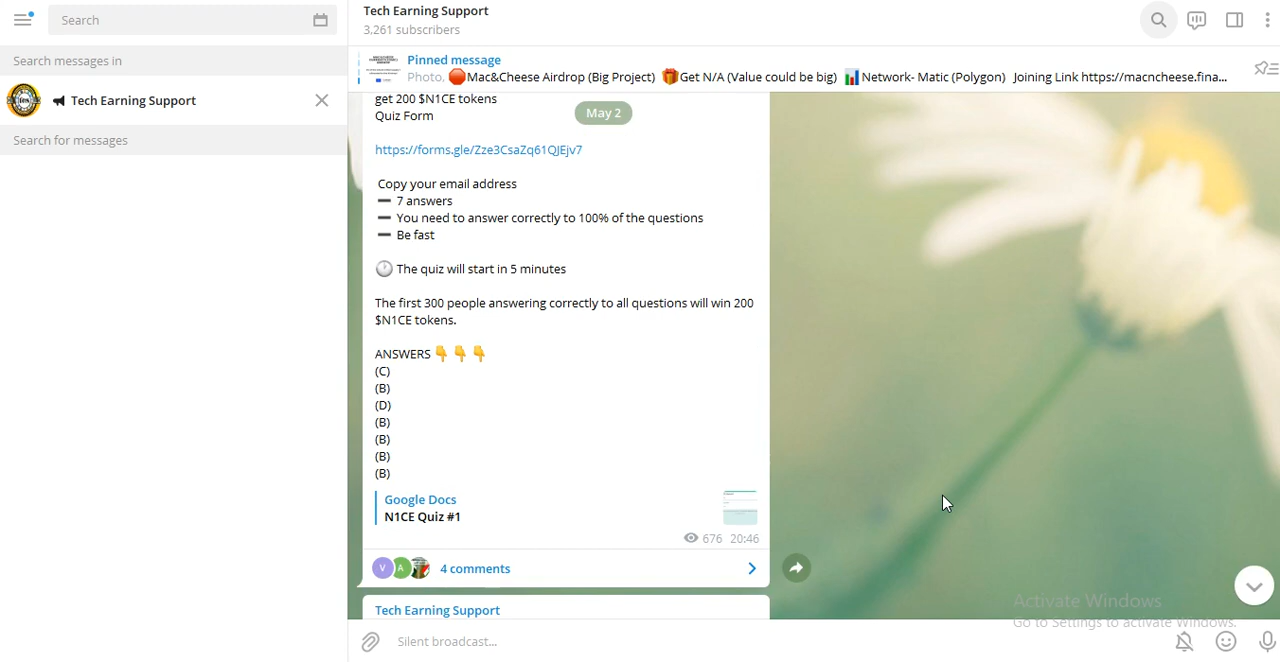 Search
Search messages in
Tech Earning Support
Search for messages
Tech Earning Support
3,261 subscribers
Pinned message
Photo, 🔴Mac&Cheese Airdrop (Big Project) 🎁Get N/A (Value could be big) 📊Network- Matic (Polygon) Joining Link https://macncheese.fina...
get 200 $N1CE tokens
Quiz Form
May 2
https://forms.gle/Zze3CsaZq61QJEjv7
Copy your email address
➖ 7 answers
➖ You need to answer correctly to 100% of the questions
➖ Be fast
🕐 The quiz will start in 5 minutes
The first 300 people answering correctly to all questions will win 200
$N1CE tokens.
ANSWERS 👇 👇 👇
(C)
(B)
(D)
(B)
(B)
(B)
(B)
Google Docs
N1CE Quiz #1
676 20:46
V A
4 comments
Tech Earning Support
Activate Windows
Go to Settings to activate Windows.
Silent broadcast...